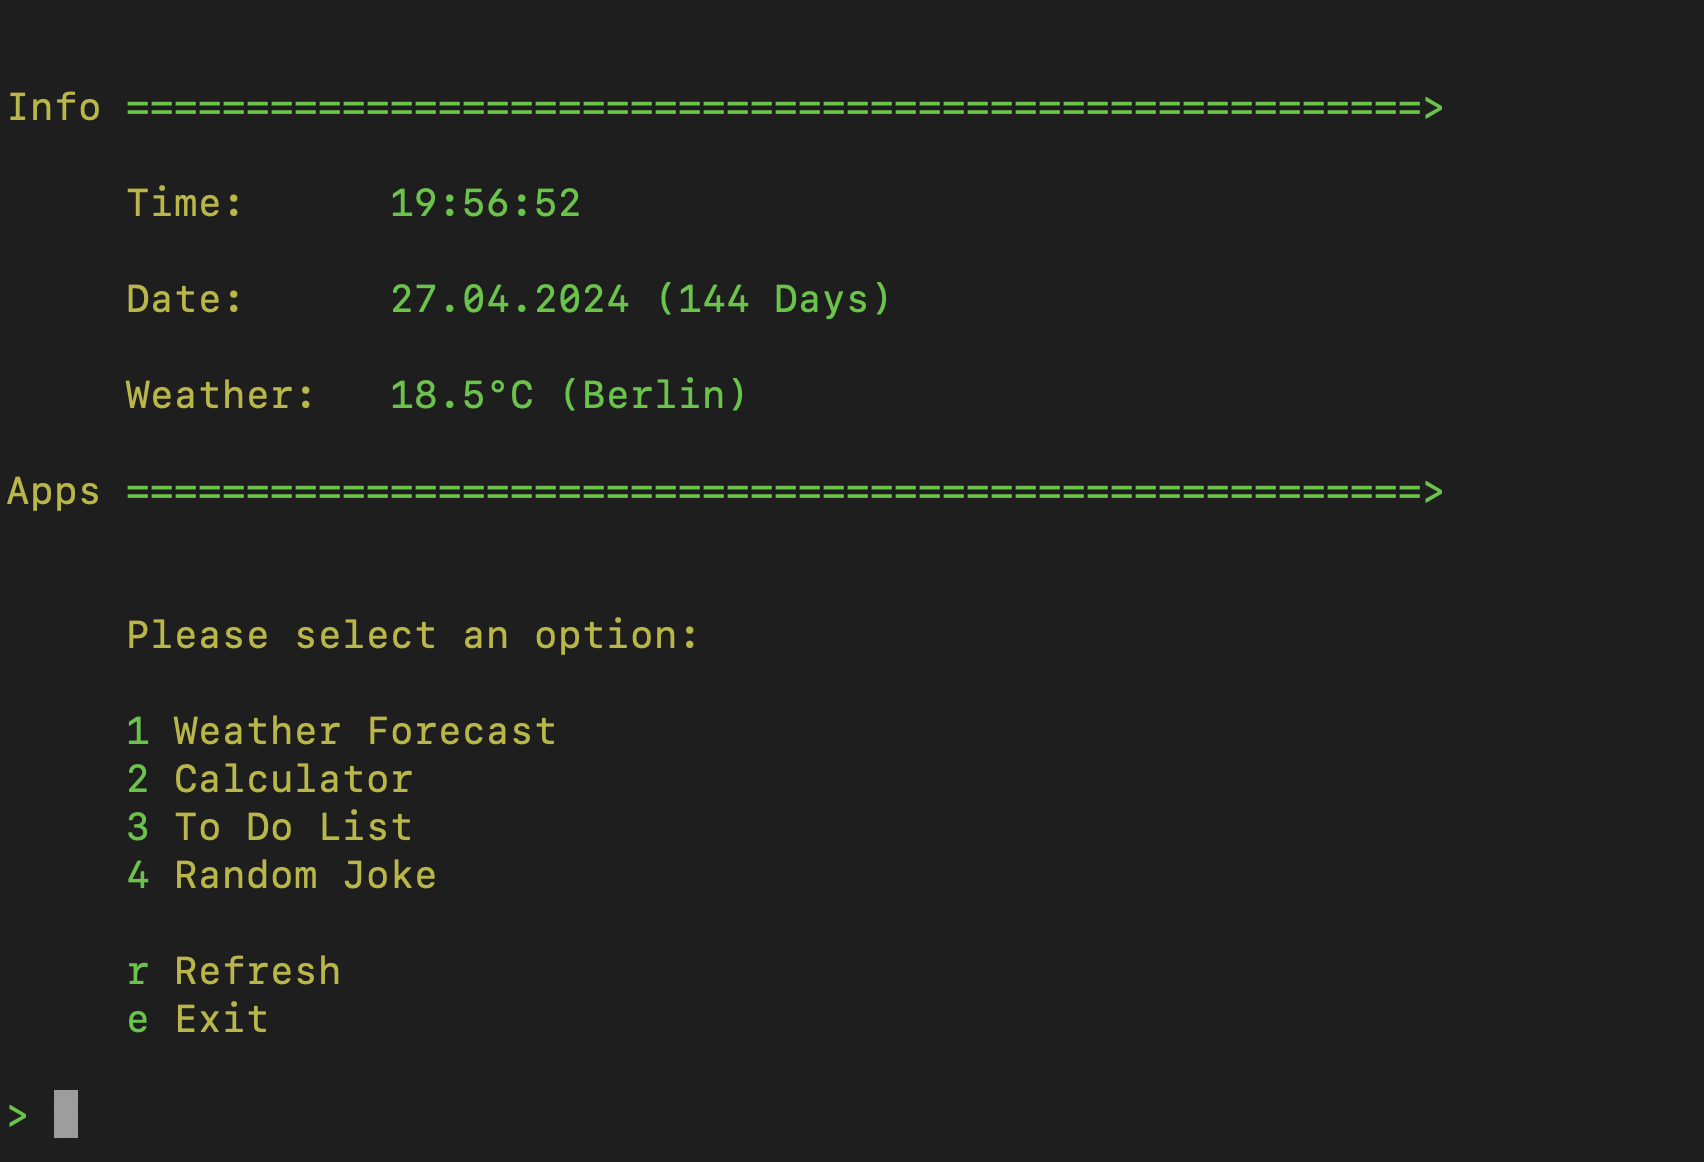 Info ======================================================>
Time: 19:56:52
Date: 27.04.2024 (144 Days)
Weather: 18.5°C (Berlin)
Apps ======================================================>
Please select an option:
1 Weather Forecast
2 Calculator
3 To Do List
4 Random Joke
r Refresh
e Exit
>